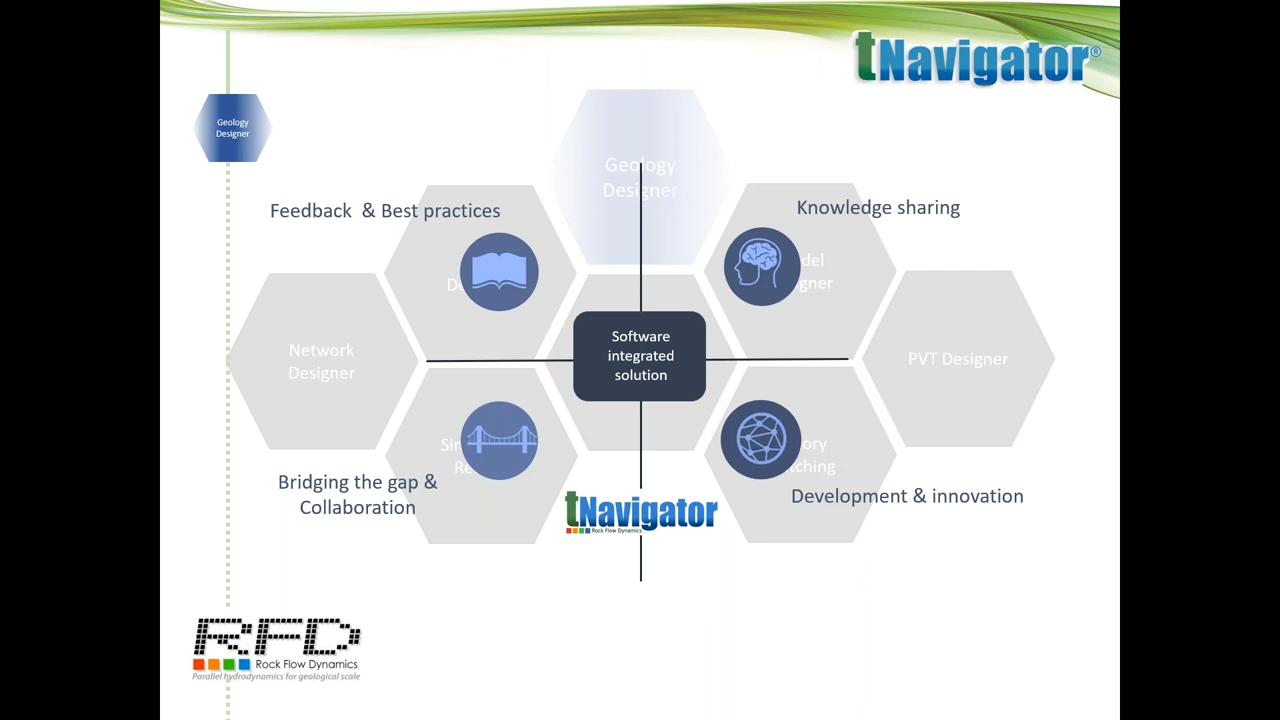 tNavigator®
Geology
Designer
Geology
Designer
Feedback & Best practices
Knowledge sharing
Network
Designer
Software
integrated
solution
PVT Designer
Bridging the gap &
Collaboration
Development & innovation
tNavigator
Rock Flow Dynamics
RFD
Rock Flow Dynamics
Parallel hydrodynamics for geological scale